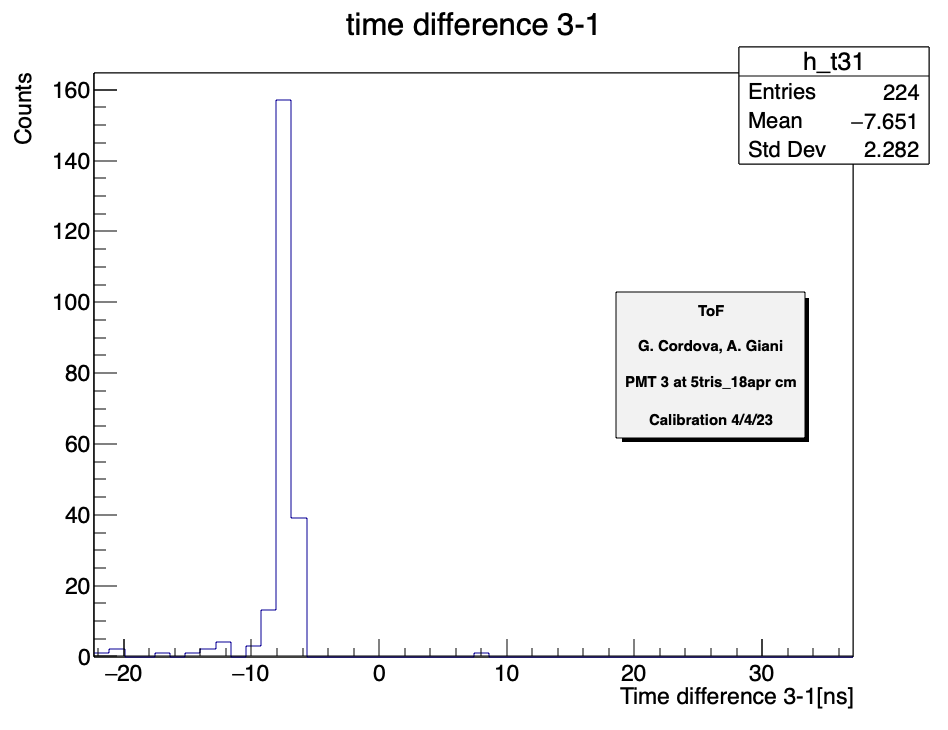 time difference 3-1
h_t31
Entries 224
Mean −7.651
Std Dev 2.282
Counts
160
140
120
100
80
60
40
20
0
ToF
G. Cordova, A. Giani
PMT 3 at 5tris_18apr cm
Calibration 4/4/23
−20 −10 0 10 20 30
Time difference 3-1[ns]